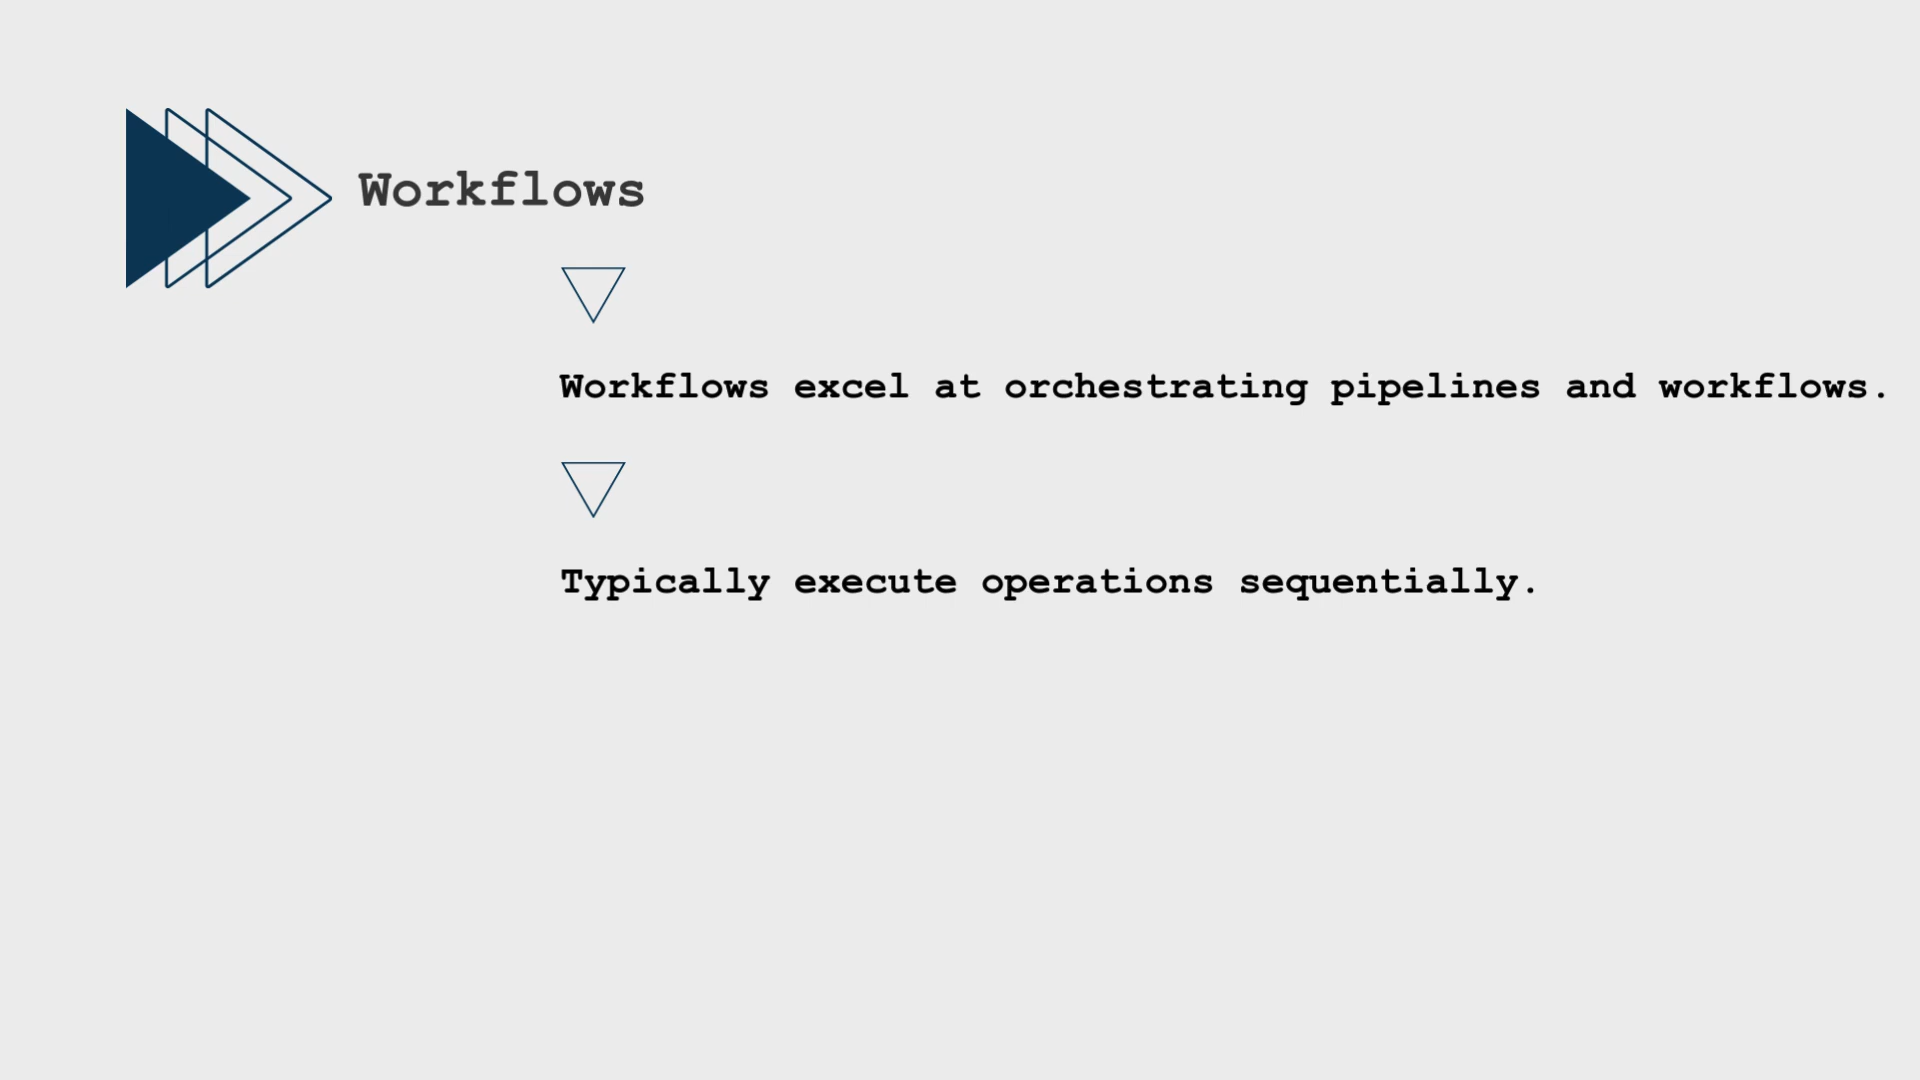 Workflows
Workflows excel at orchestrating pipelines and workflows.
Typically execute operations sequentially.